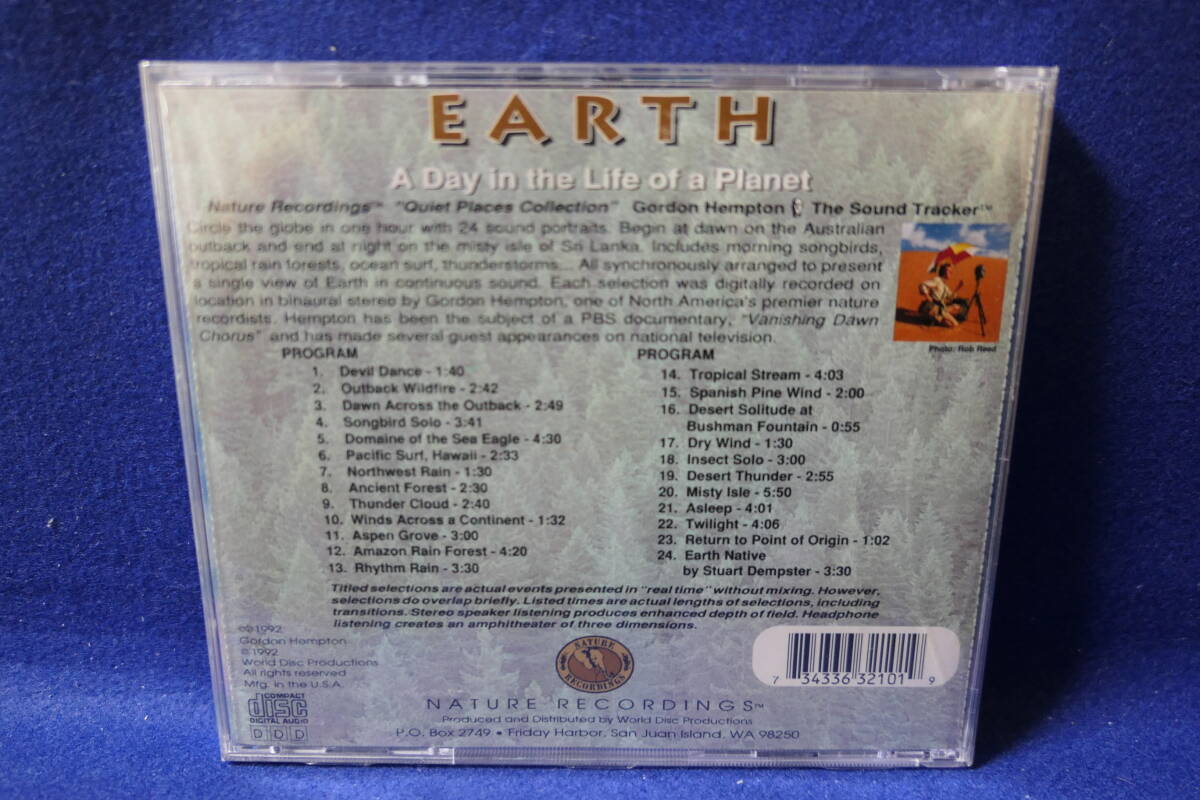 EARTH
A Day in the Life of a Planet
Nature Recordings™ "Quiet Places Collection" Gordon Hempton The Sound Tracker™
Circle the globe in one hour with 24 sound portraits. Begin at dawn on the Australian
outback and end at night on the misty isle of Sri Lanka. Includes morning songbirds,
tropical rain forests, ocean surf, thunderstorms... All synchronously arranged to present
a single view of Earth in continuous sound. Each selection was digitally recorded on
location in binaural stereo by Gordon Hempton, one of North America's premier nature
recordists. Hempton has been the subject of a PBS documentary, "Vanishing Dawn
Chorus" and has made several guest appearances on national television.
Photo: Rob Reed
PROGRAM
1. Devil Dance - 1:40
2. Outback Wildfire - 2:42
3. Dawn Across the Outback - 2:49
4. Songbird Solo - 3:41
5. Domaine of the Sea Eagle - 4:30
6. Pacific Surf, Hawaii - 2:33
7. Northwest Rain - 1:30
8. Ancient Forest - 2:30
9. Thunder Cloud - 2:40
10. Winds Across a Continent - 1:32
11. Aspen Grove - 3:00
12. Amazon Rain Forest - 4:20
13. Rhythm Rain - 3:30
PROGRAM
14. Tropical Stream - 4:03
15. Spanish Pine Wind - 2:00
16. Desert Solitude at
Bushman Fountain - 0:55
17. Dry Wind - 1:30
18. Insect Solo - 3:00
19. Desert Thunder - 2:55
20. Misty Isle - 5:50
21. Asleep - 4:01
22. Twilight - 4:06
23. Return to Point of Origin - 1:02
24. Earth Native
by Stuart Dempster - 3:30
Titled selections are actual events presented in "real time" without mixing. However,
selections do overlap briefly. Listed times are actual lengths of selections, including
transitions. Stereo speaker listening produces enhanced depth of field. Headphone
listening creates an amphitheater of three dimensions.
©℗1992
Gordon Hempton
©1992
World Disc Productions
All rights reserved
Mfg. in the U.S.A.
COMPACT
disc
DIGITAL AUDIO
DDD
NATURE
RECORDINGS
7 34336 32101 9
NATURE RECORDINGS™
Produced and Distributed by World Disc Productions
P.O. Box 2749 • Friday Harbor, San Juan Island, WA 98250